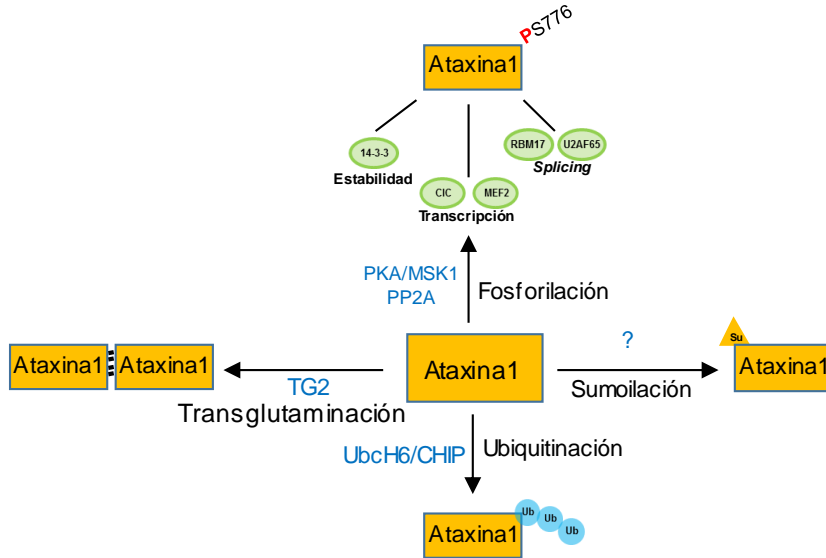 PS776
Ataxina1
14-3-3
Estabilidad
RBM17
U2AF65
Splicing
CIC
MEF2
Transcripción
PKA/MSK1
PP2A
Fosforilación
Ataxina1
Ataxina1
TG2
Transglutaminación
Ataxina1
?
Sumoilación
Su
Ataxina1
UbcH6/CHIP
Ubiquitinación
Ataxina1
Ub
Ub
Ub